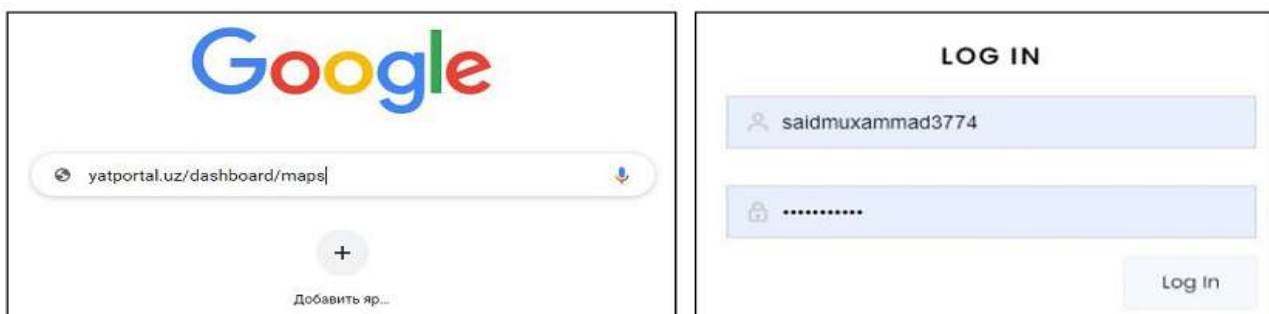 Google
yatportal.uz/dashboard/maps
Добавить яр...
LOG IN
saidmuxammad3774
•••••••••••
Log In